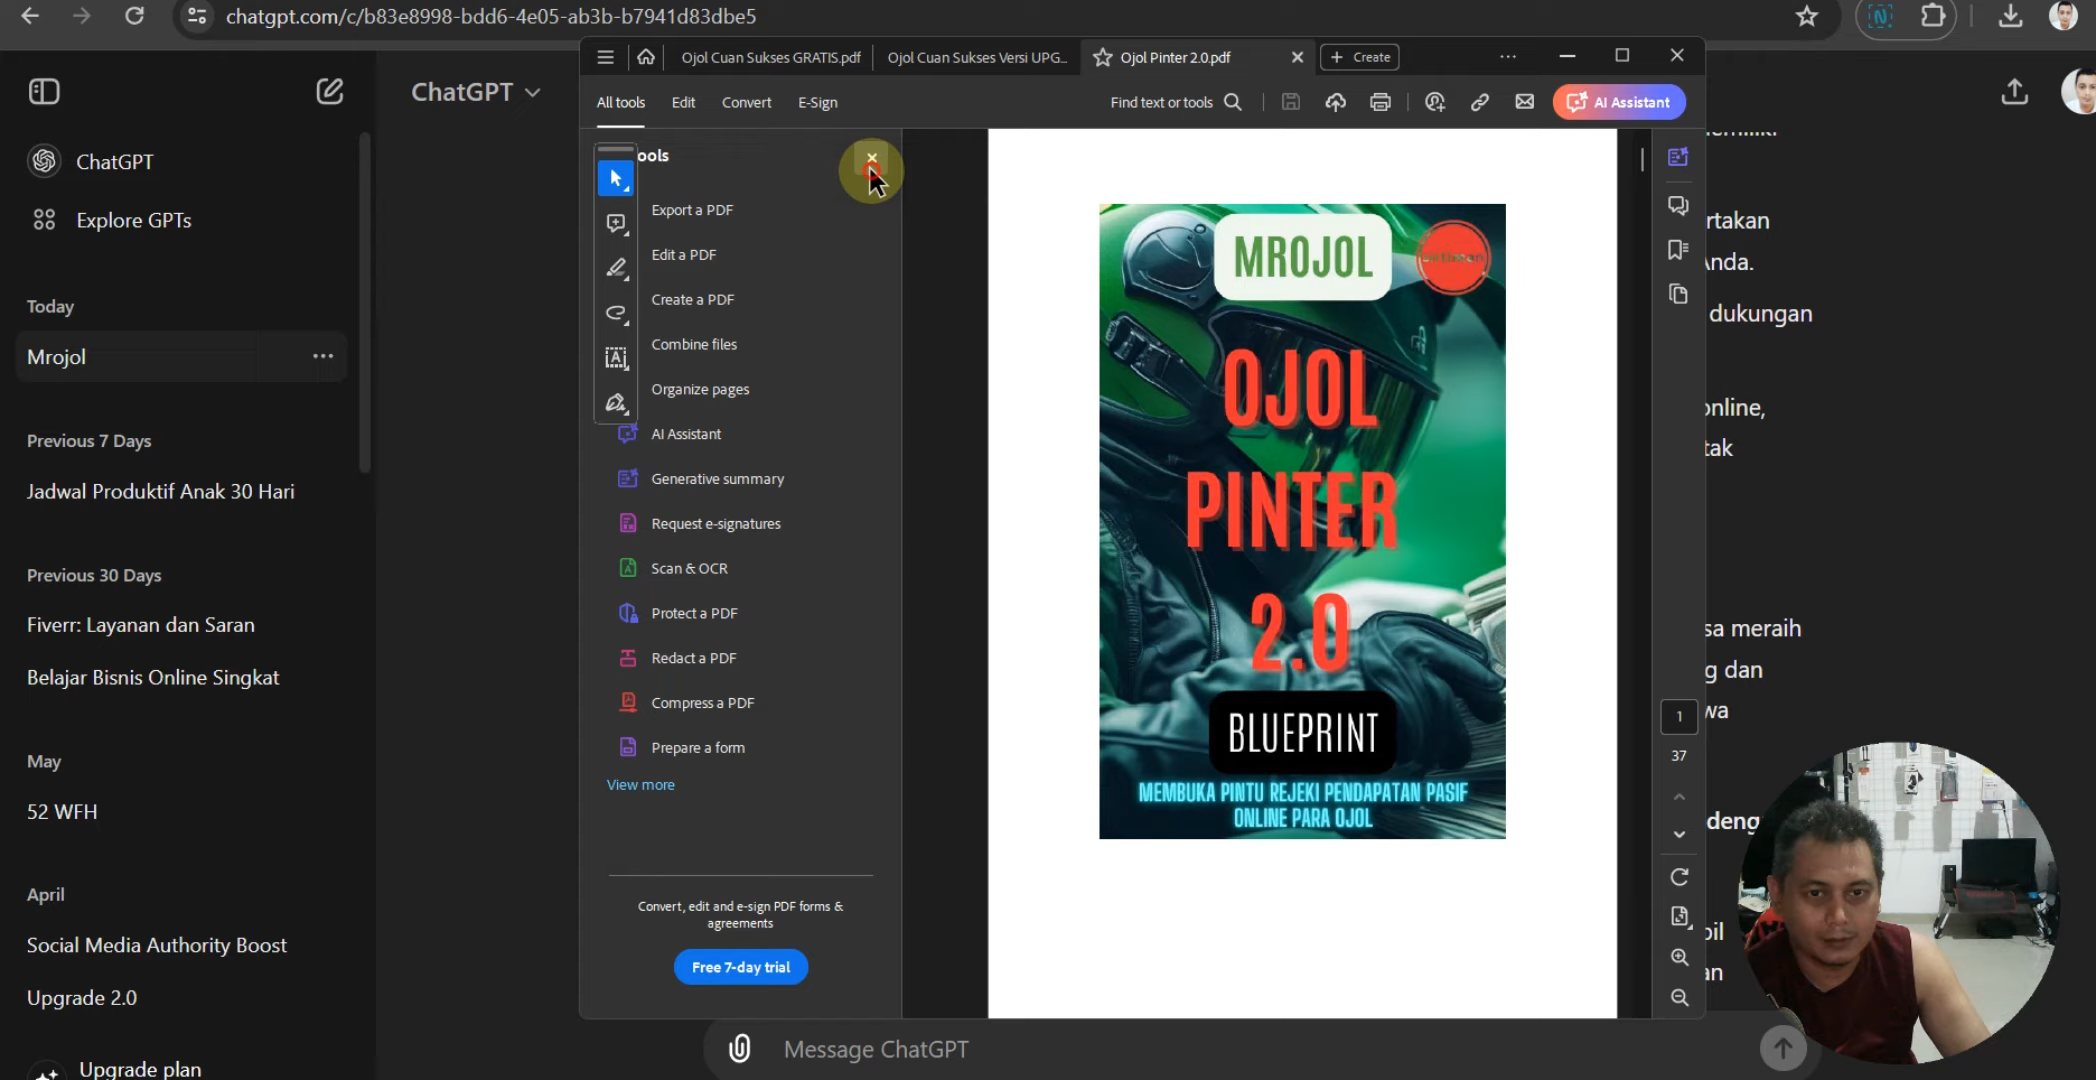 chatgpt.com/c/b83e8998-bdd6-4e05-ab3b-b7941d83dbe5
ChatGPT
ChatGPT
Explore GPTs
Today
Mrojol
Previous 7 Days
Jadwal Produktif Anak 30 Hari
Previous 30 Days
Fiverr: Layanan dan Saran
Belajar Bisnis Online Singkat
May
52 WFH
April
Social Media Authority Boost
Upgrade 2.0
Upgrade plan
Ojol Cuan Sukses GRATIS.pdf
Ojol Cuan Sukses Versi UPG...
Ojol Pinter 2.0.pdf
Create
All tools
Edit
Convert
E-Sign
Find text or tools
AI Assistant
ools
Export a PDF
Edit a PDF
Create a PDF
Combine files
Organize pages
AI Assistant
Generative summary
Request e-signatures
Scan & OCR
Protect a PDF
Redact a PDF
Compress a PDF
Prepare a form
View more
Convert, edit and e-sign PDF forms &
agreements
Free 7-day trial
MROJOL
OJOL
PINTER
2.0
BLUEPRINT
MEMBUKA PINTU REJEKI PENDAPATAN PASIF
ONLINE PARA OJOL
1
37
rtakan
Anda.
dukungan
online,
tak
sa meraih
g dan
wa
deng
bil
an
Message ChatGPT